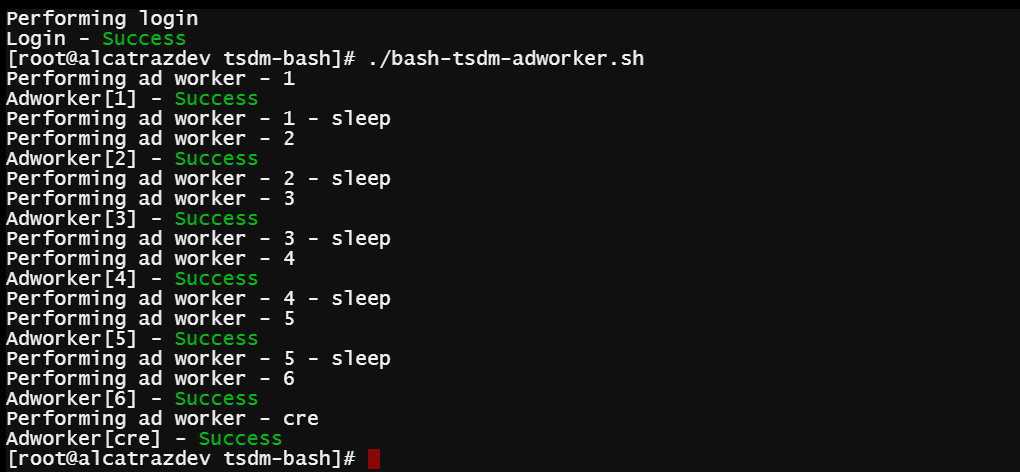 Performing login
Login - Success
[root@alcatrazdev tsdm-bash]# ./bash-tsdm-adworker.sh
Performing ad worker - 1
Adworker[1] - Success
Performing ad worker - 1 - sleep
Performing ad worker - 2
Adworker[2] - Success
Performing ad worker - 2 - sleep
Performing ad worker - 3
Adworker[3] - Success
Performing ad worker - 3 - sleep
Performing ad worker - 4
Adworker[4] - Success
Performing ad worker - 4 - sleep
Performing ad worker - 5
Adworker[5] - Success
Performing ad worker - 5 - sleep
Performing ad worker - 6
Adworker[6] - Success
Performing ad worker - cre
Adworker[cre] - Success
[root@alcatrazdev tsdm-bash]#